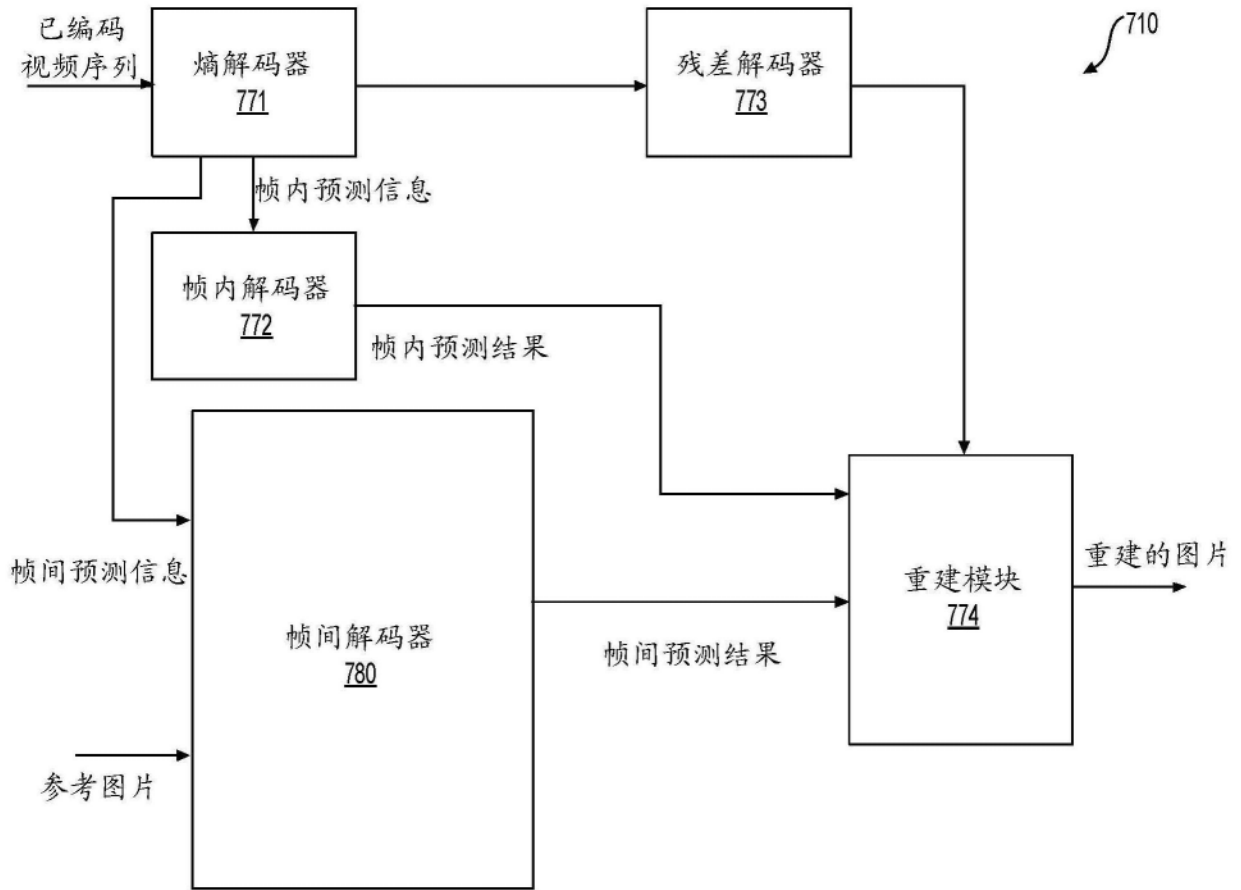 已编码
视频序列
熵解码器
771
残差解码器
773
710
帧内预测信息
帧内解码器
772
帧内预测结果
帧间预测信息
帧间解码器
780
帧间预测结果
重建模块
774
重建的图片
参考图片